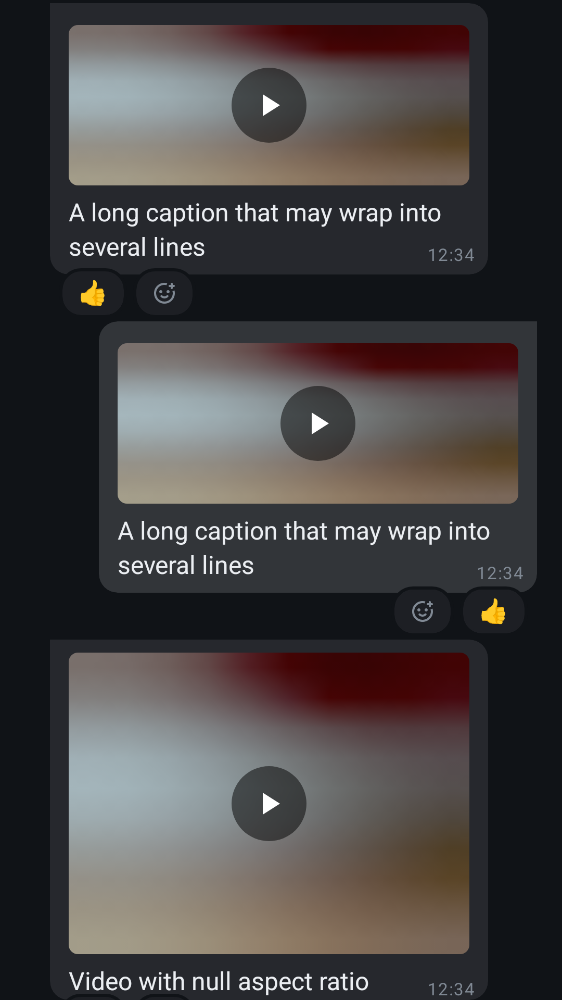 A long caption that may wrap into
several lines
12:34
A long caption that may wrap into
several lines
12:34
Video with null aspect ratio
12:34